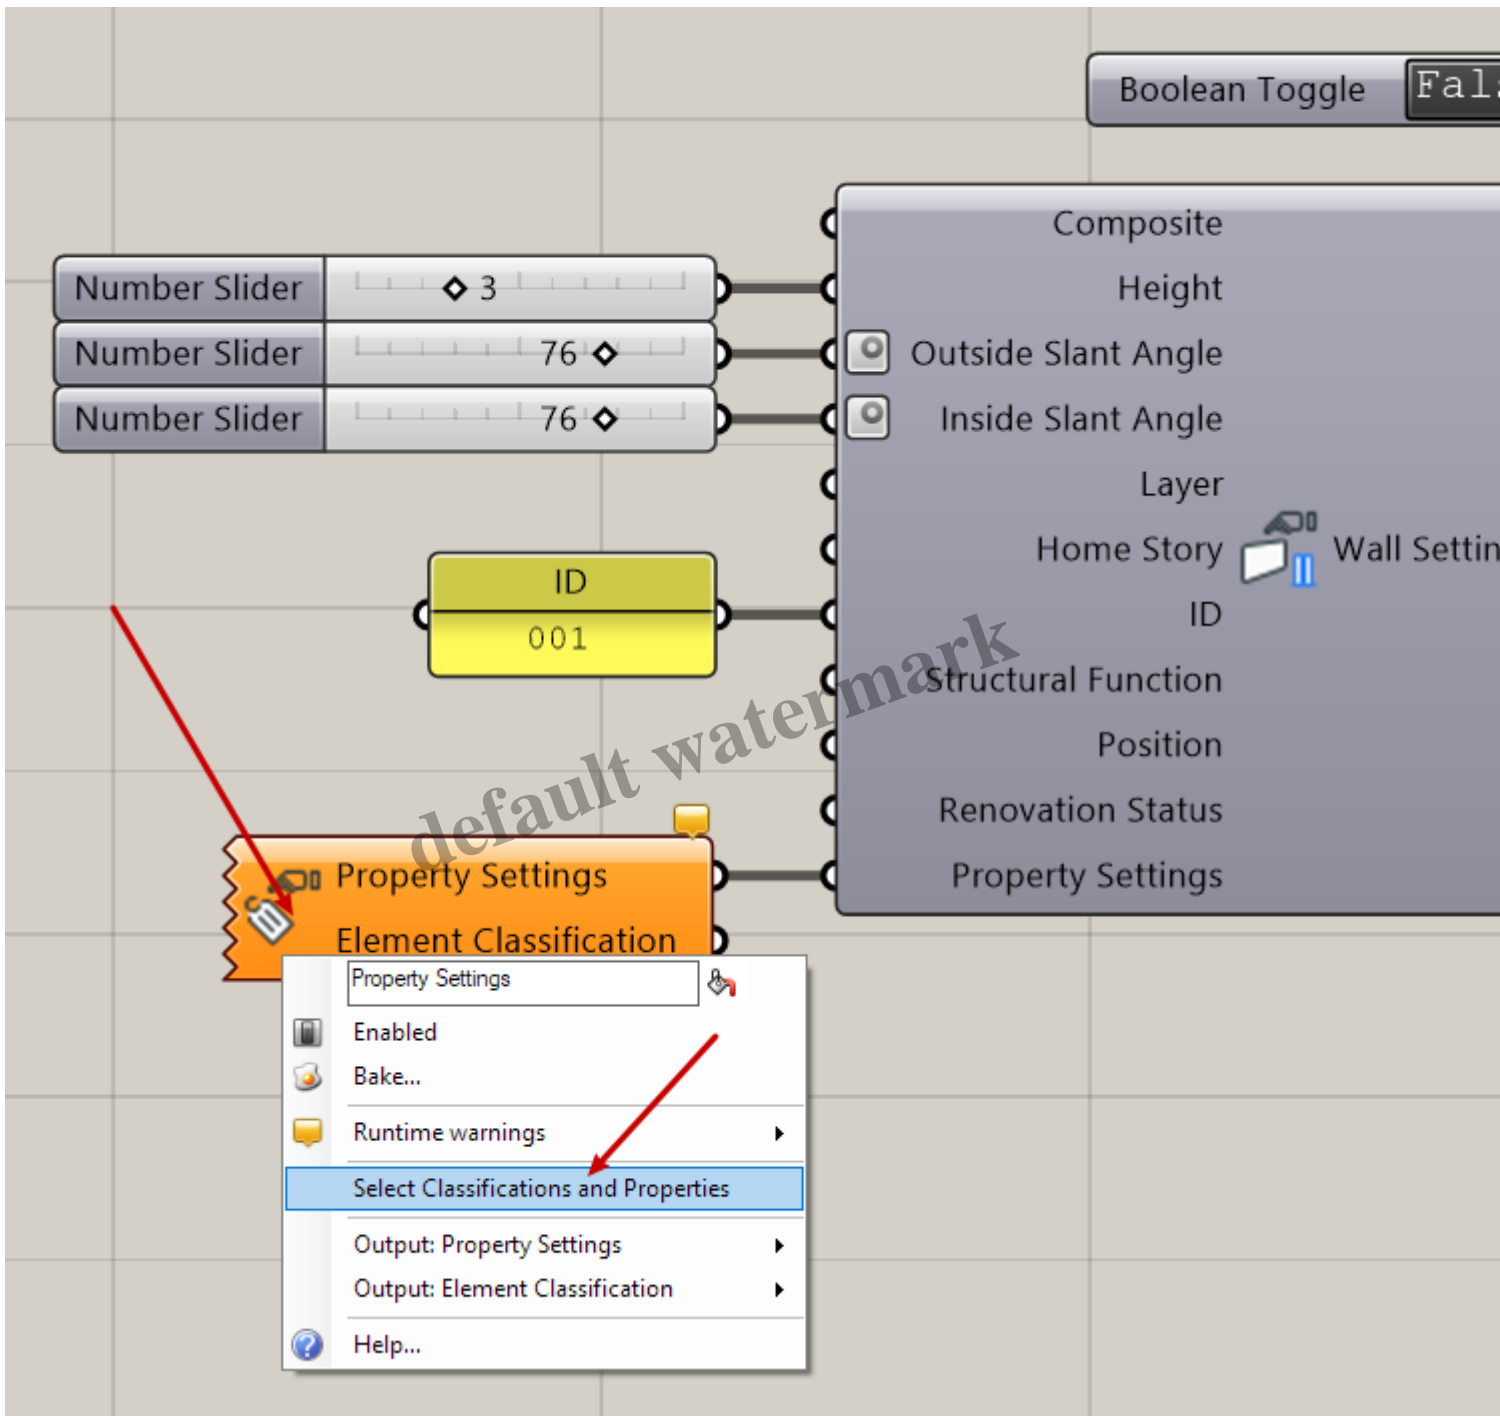 Boolean Toggle
Composite
Number Slider 3 Height
Number Slider 76 Outside Slant Angle
Number Slider 76 Inside Slant Angle
Layer
Home Story
Wall Settin
ID
001
ID
Structural Function
Position
Renovation Status
Property Settings
default watermark
Property Settings
Element Classification
Property Settings
Enabled
Bake...
Runtime warnings
Select Classifications and Properties
Output: Property Settings
Output: Element Classification
Help...